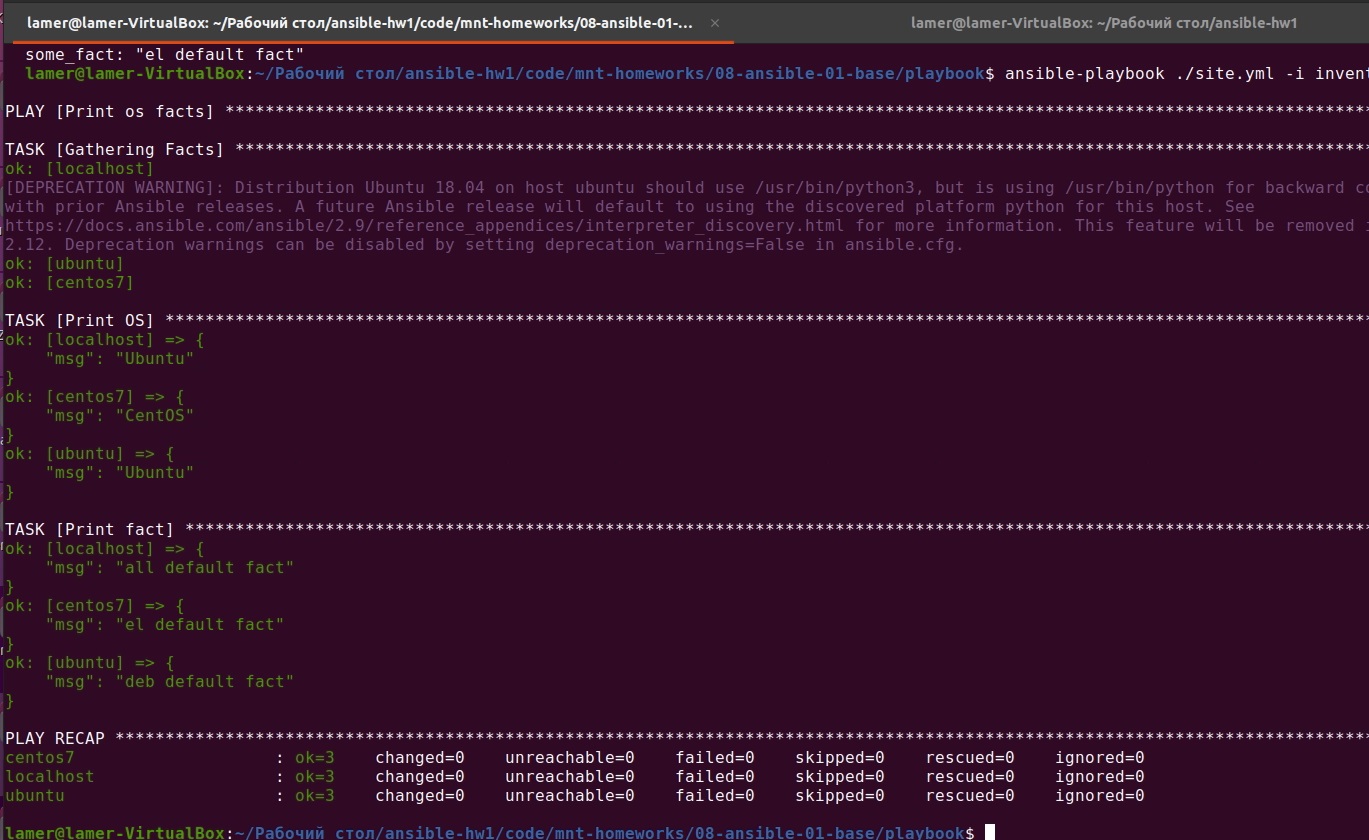 lamer@lamer-VirtualBox: ~/Рабочий стол/ansible-hw1/code/mnt-homeworks/08-ansible-01-... ×
lamer@lamer-VirtualBox: ~/Рабочий стол/ansible-hw1
some_fact: "el default fact"
lamer@lamer-VirtualBox:~/Рабочий стол/ansible-hw1/code/mnt-homeworks/08-ansible-01-base/playbook$ ansible-playbook ./site.yml -i invent
PLAY [Print os facts] *******************************************************************************************************************
TASK [Gathering Facts] ******************************************************************************************************************
ok: [localhost]
[DEPRECATION WARNING]: Distribution Ubuntu 18.04 on host ubuntu should use /usr/bin/python3, but is using /usr/bin/python for backward co
with prior Ansible releases. A future Ansible release will default to using the discovered platform python for this host. See
https://docs.ansible.com/ansible/2.9/reference_appendices/interpreter_discovery.html for more information. This feature will be removed i
2.12. Deprecation warnings can be disabled by setting deprecation_warnings=False in ansible.cfg.
ok: [ubuntu]
ok: [centos7]
TASK [Print OS] *************************************************************************************************************************
ok: [localhost] => {
    "msg": "Ubuntu"
}
ok: [centos7] => {
    "msg": "CentOS"
}
ok: [ubuntu] => {
    "msg": "Ubuntu"
}
TASK [Print fact] ***********************************************************************************************************************
ok: [localhost] => {
    "msg": "all default fact"
}
ok: [centos7] => {
    "msg": "el default fact"
}
ok: [ubuntu] => {
    "msg": "deb default fact"
}
PLAY RECAP ******************************************************************************************************************************
centos7                    : ok=3    changed=0    unreachable=0    failed=0    skipped=0    rescued=0    ignored=0
localhost                  : ok=3    changed=0    unreachable=0    failed=0    skipped=0    rescued=0    ignored=0
ubuntu                     : ok=3    changed=0    unreachable=0    failed=0    skipped=0    rescued=0    ignored=0
lamer@lamer-VirtualBox:~/Рабочий стол/ansible-hw1/code/mnt-homeworks/08-ansible-01-base/playbook$